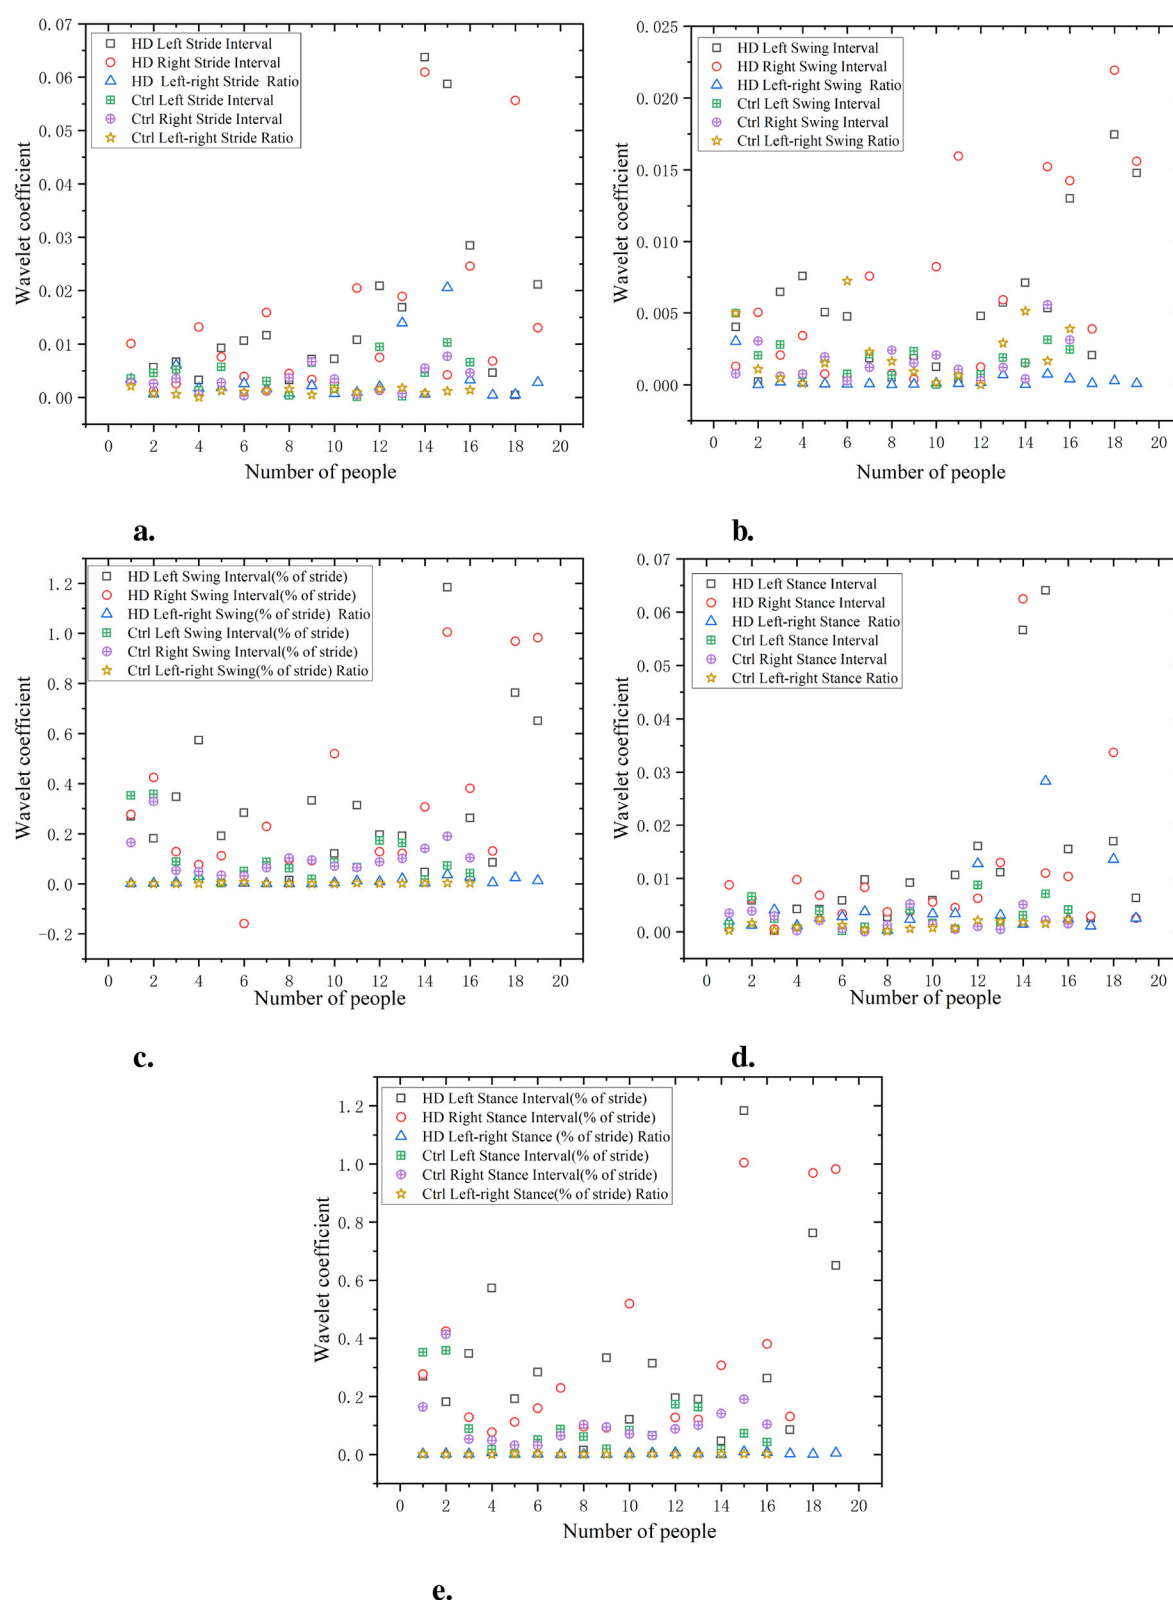 0.07
0.06
0.05
0.04
0.03
0.02
0.01
0.00
Wavelet coefficient
HD Left Stride Interval
HD Right Stride Interval
HD Left-right Stride Ratio
Ctrl Left Stride Interval
Ctrl Right Stride Interval
Ctrl Left-right Stride Ratio
0 2 4 6 8 10 12 14 16 18 20
Number of people
a.
0.025
0.020
0.015
0.010
0.005
0.000
Wavelet coefficient
HD Left Swing Interval
HD Right Swing Interval
HD Left-right Swing Ratio
Ctrl Left Swing Interval
Ctrl Right Swing Interval
Ctrl Left-right Swing Ratio
0 2 4 6 8 10 12 14 16 18 20
Number of people
b.
1.2
1.0
0.8
0.6
0.4
0.2
0.0
-0.2
Wavelet coefficient
HD Left Swing Interval(% of stride)
HD Right Swing Interval(% of stride)
HD Left-right Swing(% of stride) Ratio
Ctrl Left Swing Interval(% of stride)
Ctrl Right Swing Interval(% of stride)
Ctrl Left-right Swing(% of stride) Ratio
0 2 4 6 8 10 12 14 16 18 20
Number of people
c.
0.07
0.06
0.05
0.04
0.03
0.02
0.01
0.00
Wavelet coefficient
HD Left Stance Interval
HD Right Stance Interval
HD Left-right Stance Ratio
Ctrl Left Stance Interval
Ctrl Right Stance Interval
Ctrl Left-right Stance Ratio
0 2 4 6 8 10 12 14 16 18 20
Number of people
d.
1.2
1.0
0.8
0.6
0.4
0.2
0.0
Wavelet coefficient
HD Left Stance Interval(% of stride)
HD Right Stance Interval(% of stride)
HD Left-right Stance (% of stride) Ratio
Ctrl Left Stance Interval(% of stride)
Ctrl Right Stance Interval(% of stride)
Ctrl Left-right Stance(% of stride) Ratio
0 2 4 6 8 10 12 14 16 18 20
Number of people
e.